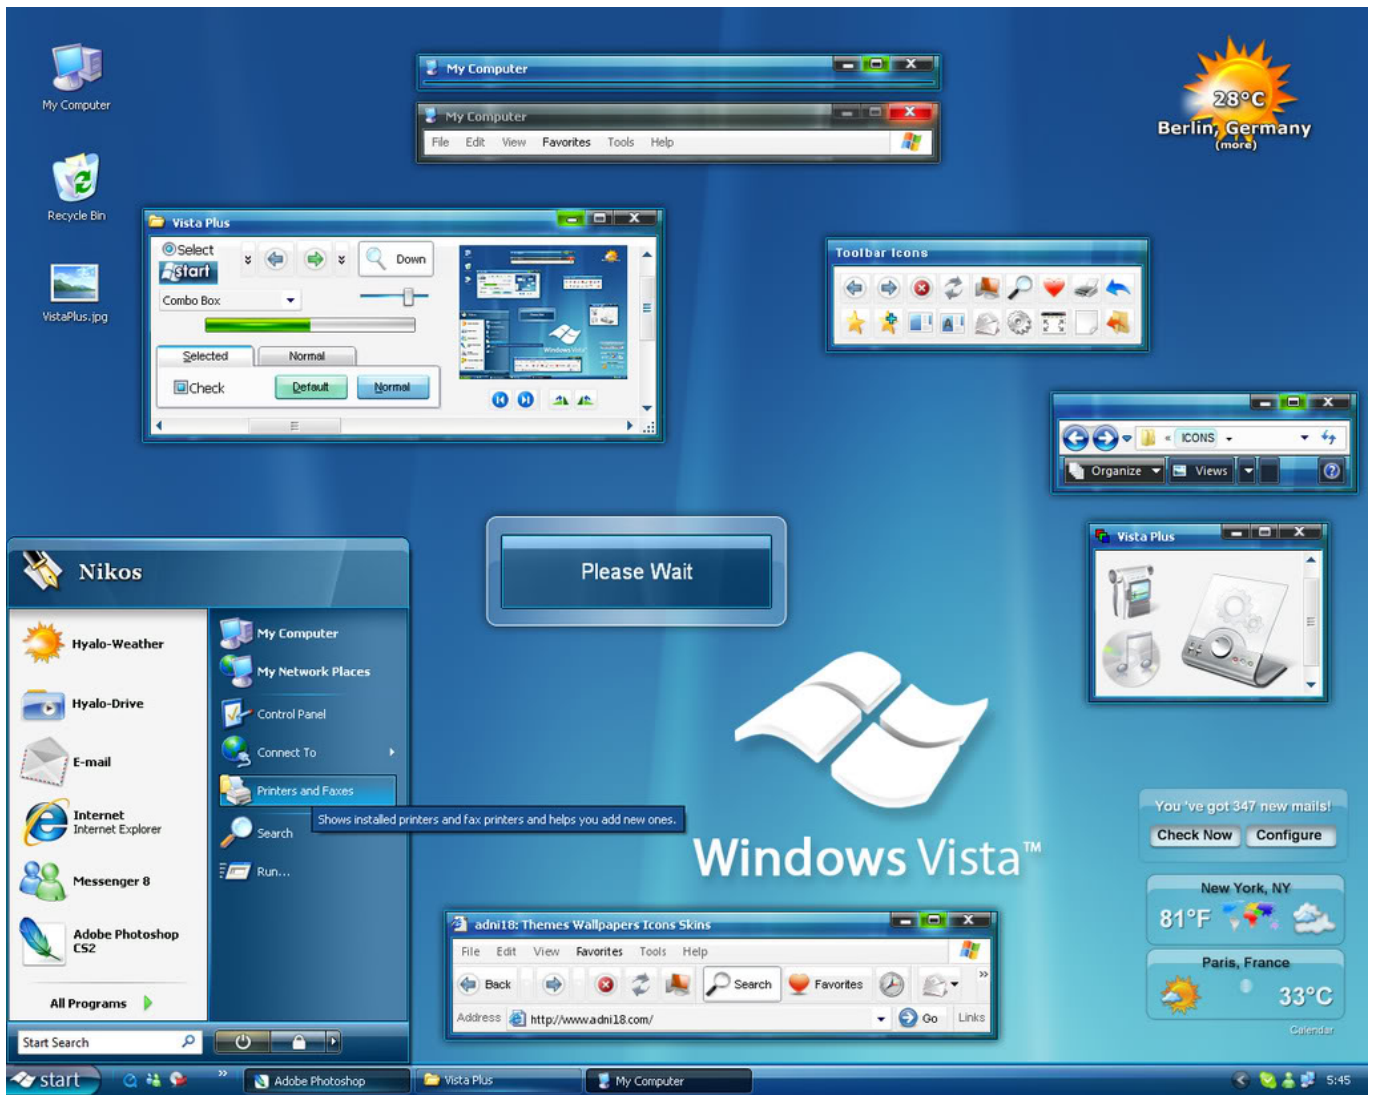 My Computer
Recycle Bin
VistaPlus.jpg
My Computer
My Computer
File Edit View Favorites Tools Help
28°C
Berlin, Germany
(more)
Vista Plus
Select
start
Down
Combo Box
Selected Normal
Check Default Normal
Toolbar Icons
« ICONS
Organize Views
Vista Plus
Please Wait
Nikos
Hyalo-Weather
Hyalo-Drive
E-mail
Internet
Internet Explorer
Messenger 8
Adobe Photoshop
CS2
All Programs
Start Search
My Computer
My Network Places
Control Panel
Connect To
Printers and Faxes
Shows installed printers and fax printers and helps you add new ones.
Search
Run...
Windows Vista™
You 've got 347 new mails!
Check Now Configure
New York, NY
81°F
Paris, France
33°C
Calendar
adni18: Themes Wallpapers Icons Skins
File Edit View Favorites Tools Help
Back Search Favorites »
Address http://www.adni18.com/ Go Links
start » Adobe Photoshop Vista Plus My Computer 5:45